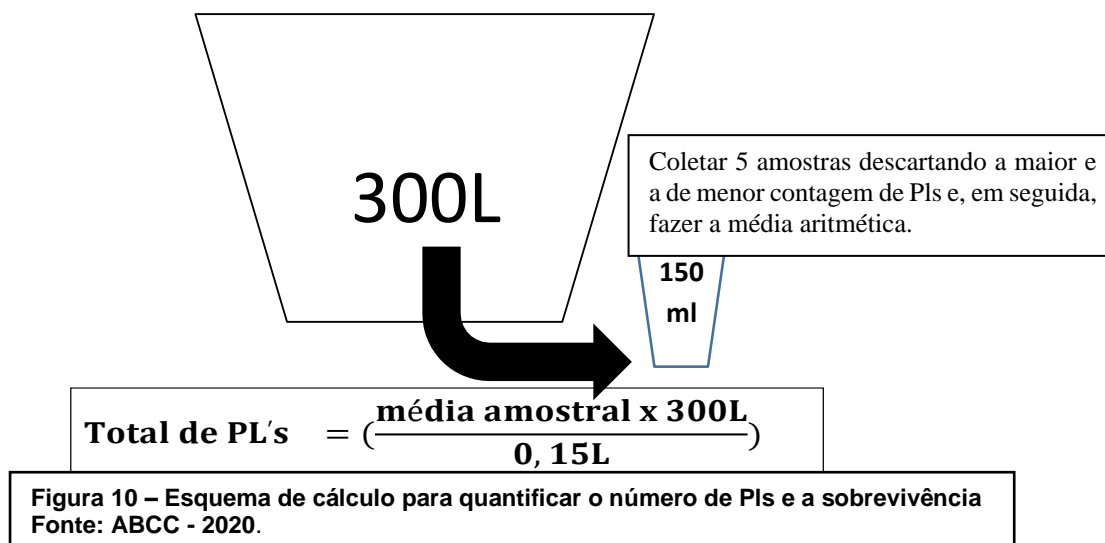 300L
Coletar 5 amostras descartando a maior e
a de menor contagem de Pls e, em seguida,
fazer a média aritmética.
150
ml
Total de PL's = (média amostral x 300L / 0, 15L)
Figura 10 – Esquema de cálculo para quantificar o número de Pls e a sobrevivência
Fonte: ABCC - 2020.